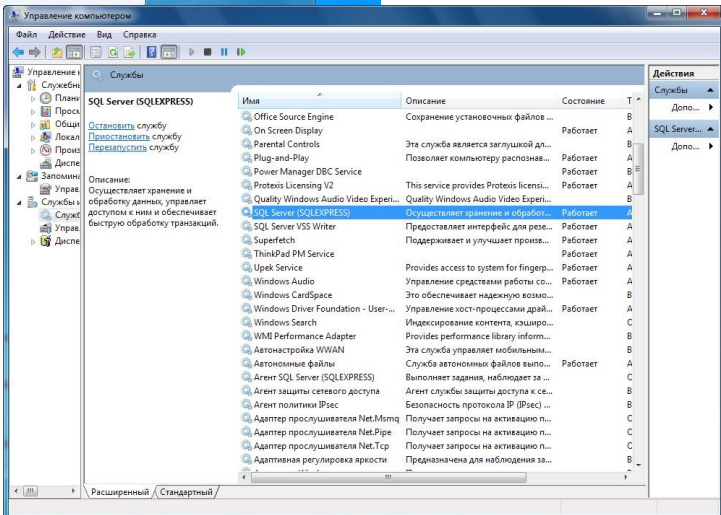 Управление компьютером
Файл Действие Вид Справка
Управление к
Служебны
Плани
Просм
Общи
Локал
Произ
Диспе
Запомина
Управ.
Службы и
Служб
Управ.
Диспе
Службы
SQL Server (SQLEXPRESS)
Остановить службу
Приостановить службу
Перезапустить службу
Описание:
Осуществляет хранение и
обработку данных, управляет
доступом к ним и обеспечивает
быструю обработку транзакций.
Имя Описание Состояние Т
Office Source Engine Сохранение установочных файлов ... В
On Screen Display Работает А
Parental Controls Эта служба является заглушкой дл... В
Plug-and-Play Позволяет компьютеру распознав... Работает А
Power Manager DBC Service Работает В
Protexis Licensing V2 This service provides Protexis licensi... Работает А
Quality Windows Audio Video Experi... Quality Windows Audio Video Experi... В
SQL Server (SQLEXPRESS) Осуществляет хранение и обработ... Работает А
SQL Server VSS Writer Предоставляет интерфейс для резе... Работает А
Superfetch Поддерживает и улучшает произв... Работает А
ThinkPad PM Service Работает А
Upek Service Provides access to system for fingerp... Работает А
Windows Audio Управление средствами работы со... Работает А
Windows CardSpace Это обеспечивает надежную возмо... В
Windows Driver Foundation - User-... Управление хост-процессами драй... Работает А
Windows Search Индексирование контента, кэширо... О
WMI Performance Adapter Provides performance library inform... В
Автонастройка WWAN Эта служба управляет мобильным... В
Автономные файлы Служба автономных файлов выпо... Работает А
Агент SQL Server (SQLEXPRESS) Выполняет задания, наблюдает за ... О
Агент защиты сетевого доступа Агент службы защиты доступа к се... В
Агент политики IPsec Безопасность протокола IP (IPsec) ... В
Адаптер прослушивателя Net.Msmq Получает запросы на активацию п... О
Адаптер прослушивателя Net.Pipe Получает запросы на активацию п... О
Адаптер прослушивателя Net.Tcp Получает запросы на активацию п... О
Адаптивная регулировка яркости Предназначена для наблюдения за... В
Расширенный Стандартный
Действия
Службы
Допо...
SQL Server...
Допо...